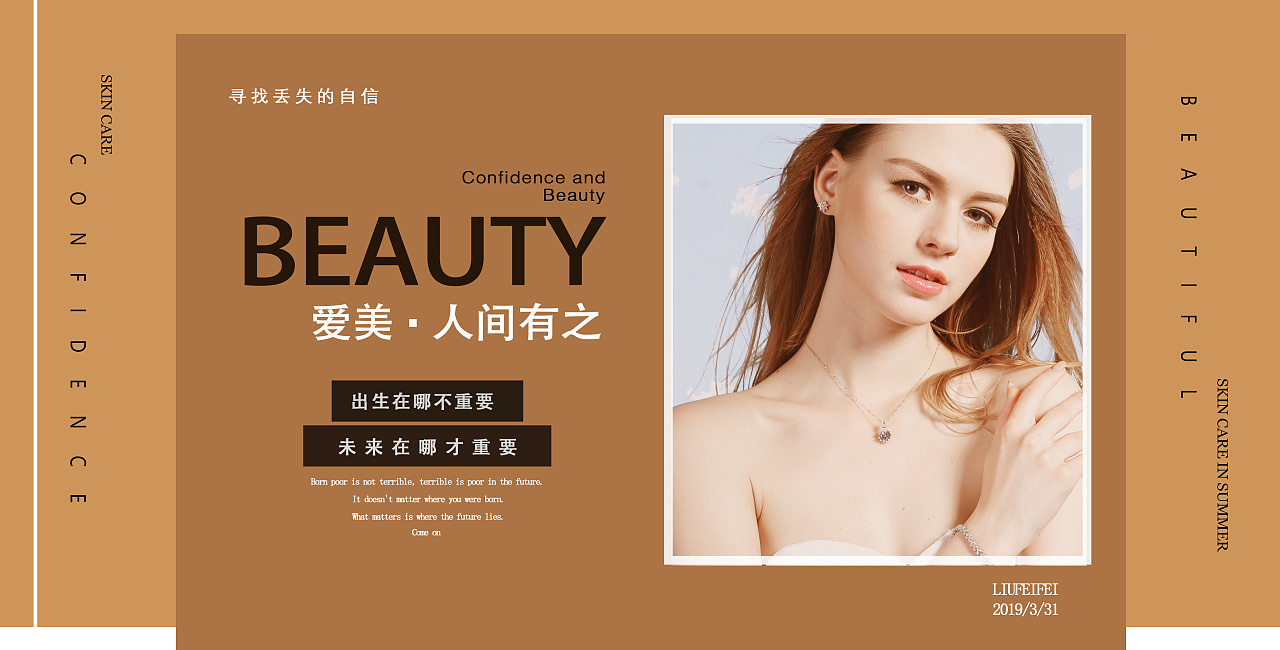 SKIN CARE
CONFIDENCE
寻找丢失的自信
Confidence and
Beauty
BEAUTY
爱美·人间有之
出生在哪不重要
未来在哪才重要
Born poor is not terrible, terrible is poor in the future.
It doesn't matter where you were born.
What matters is where the future lies.
Come on
LIUFEIFEI
2019/3/31
BEAUTIFUL
SKIN CARE IN SUMMER